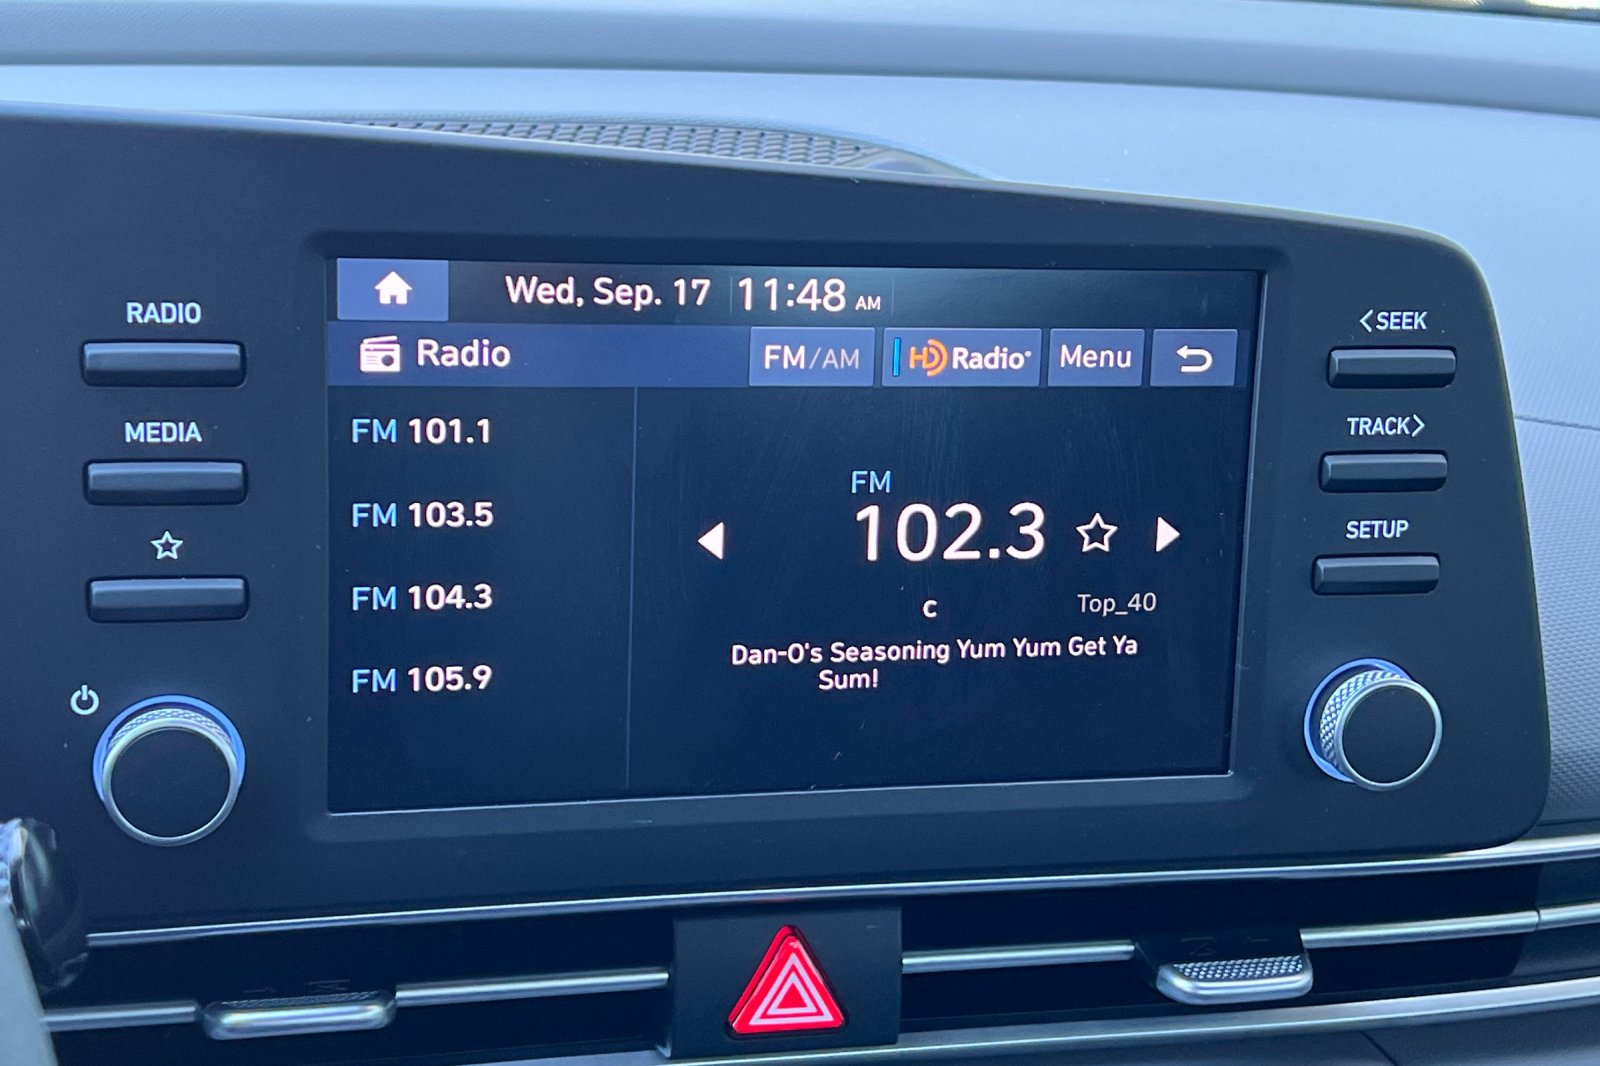 Wed, Sep. 17 11:48 AM
Radio FM/AM HD Radio Menu
RADIO
MEDIA
FM 101.1
FM 103.5
FM 104.3
FM 105.9
FM
102.3
C Top_40
Dan-O's Seasoning Yum Yum Get Ya
Sum!
<SEEK
TRACK>
SETUP